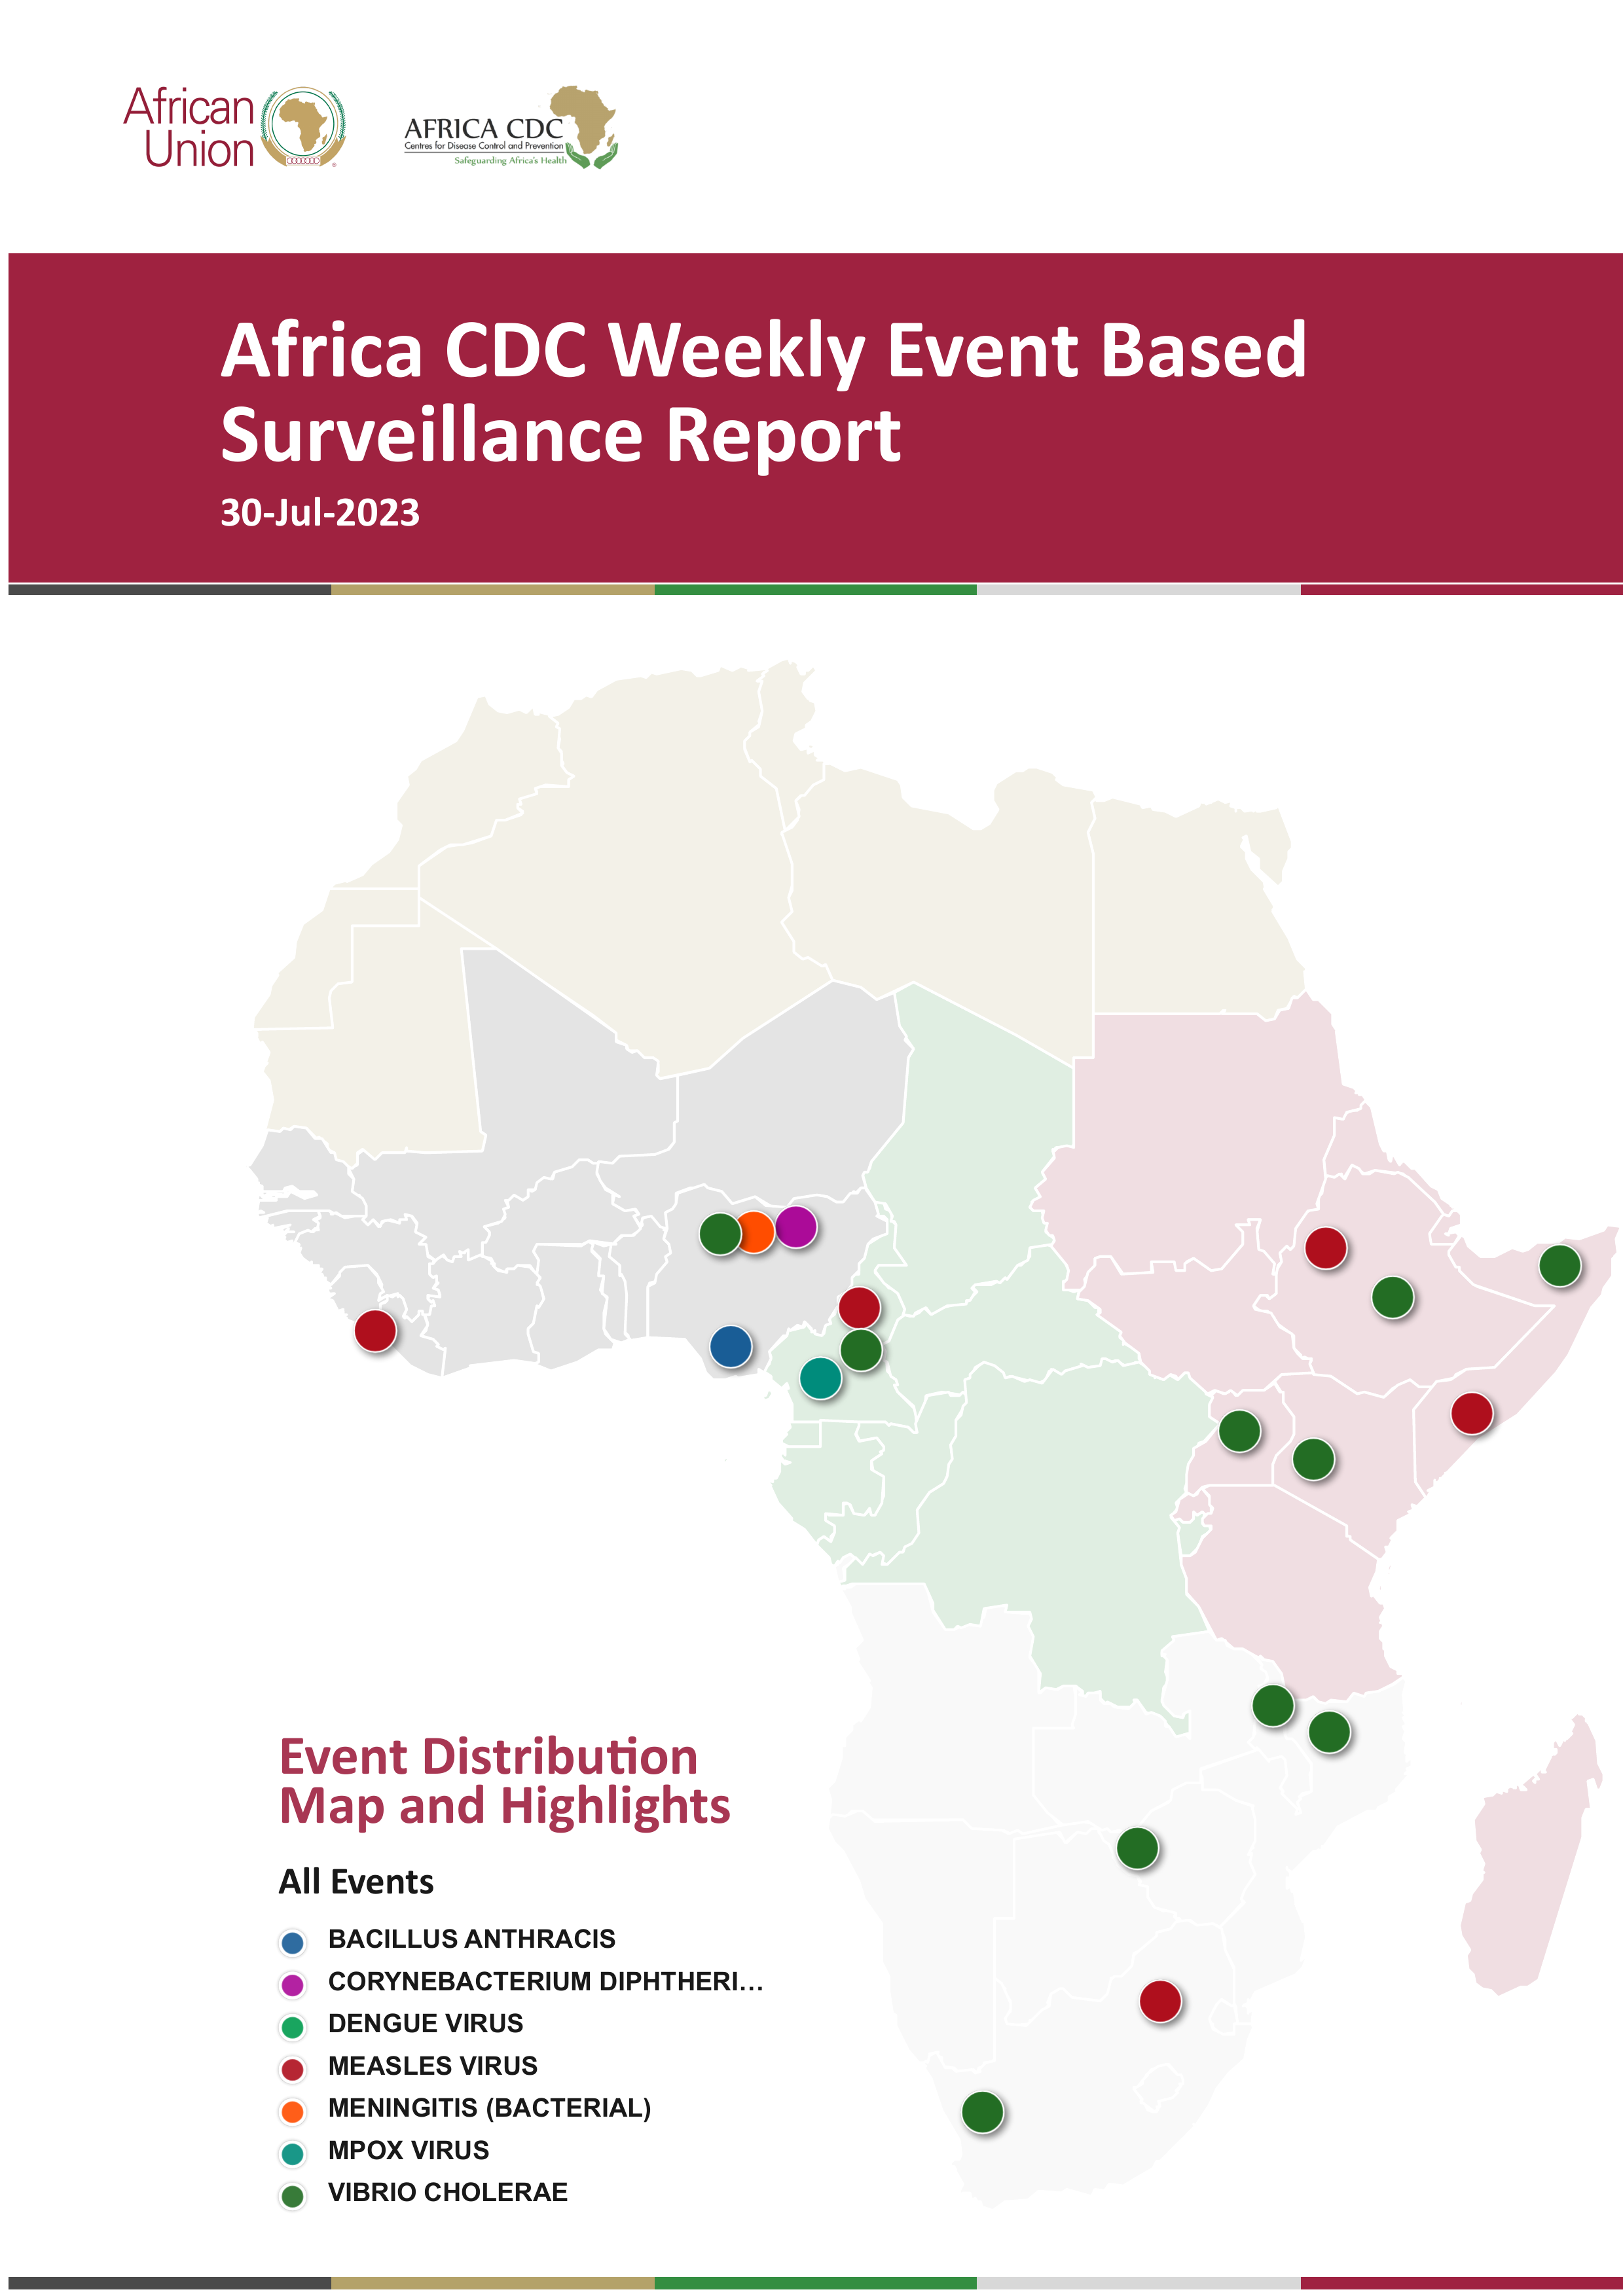 African
Union
AFRICA CDC
Centres for Disease Control and Prevention
Safeguarding Africa's Health
Africa CDC Weekly Event Based
Surveillance Report
30-Jul-2023
Event Distribution
Map and Highlights
All Events
BACILLUS ANTHRACIS
CORYNEBACTERIUM DIPHTHERI...
DENGUE VIRUS
MEASLES VIRUS
MENINGITIS (BACTERIAL)
MPOX VIRUS
VIBRIO CHOLERAE